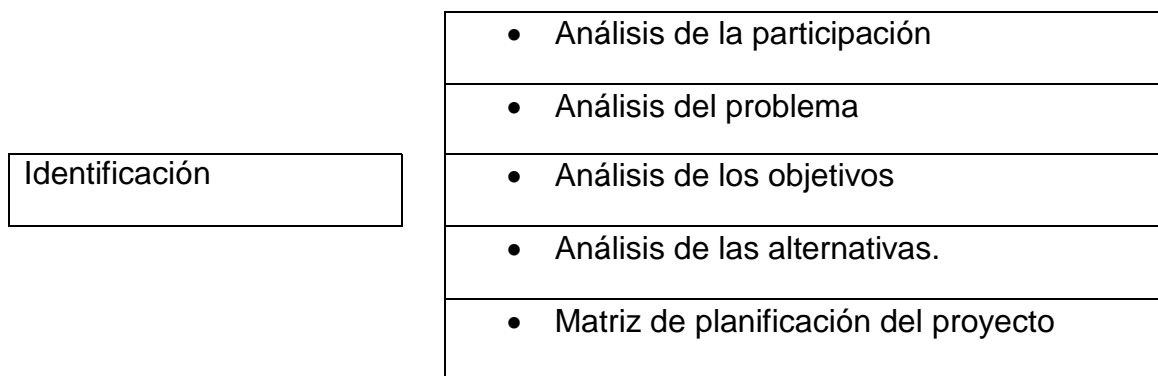 Identificación
• Análisis de la participación
• Análisis del problema
• Análisis de los objetivos
• Análisis de las alternativas.
• Matriz de planificación del proyecto